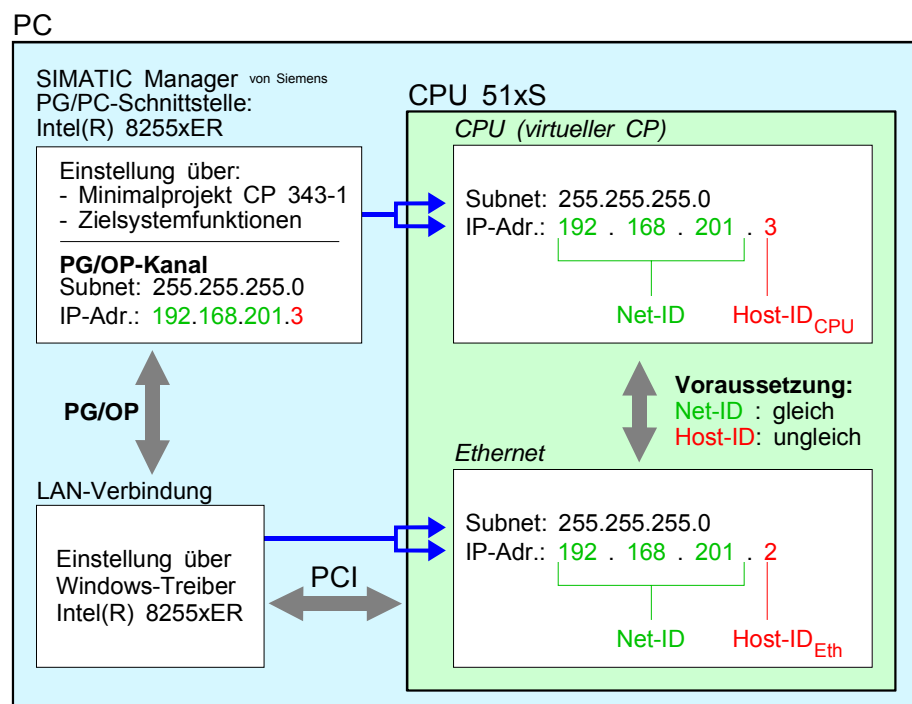 PC
SIMATIC Manager von Siemens
PG/PC-Schnittstelle:
Intel(R) 8255xER
Einstellung über:
- Minimalprojekt CP 343-1
- Zielsystemfunktionen
PG/OP-Kanal
Subnet: 255.255.255.0
IP-Adr.: 192.168.201.3
PG/OP
LAN-Verbindung
Einstellung über
Windows-Treiber
Intel(R) 8255xER
PCI
CPU 51xS
CPU (virtueller CP)
Subnet: 255.255.255.0
IP-Adr.: 192 . 168 . 201 . 3
Net-ID Host-ID CPU
Voraussetzung:
Net-ID : gleich
Host-ID: ungleich
Ethernet
Subnet: 255.255.255.0
IP-Adr.: 192 . 168 . 201 . 2
Net-ID Host-ID Eth